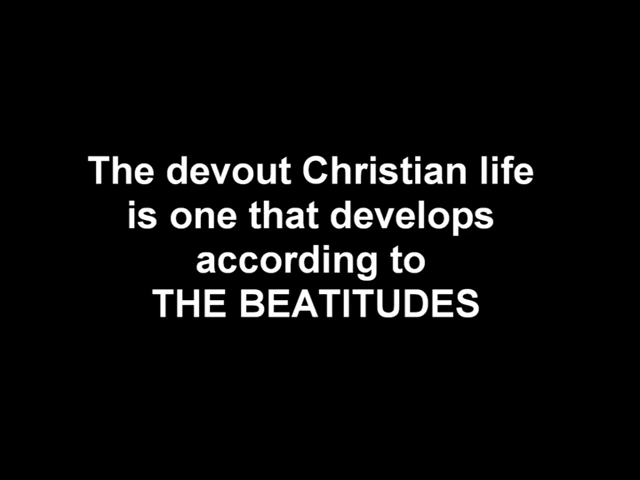 The devout Christian life
is one that develops
according to
THE BEATITUDES